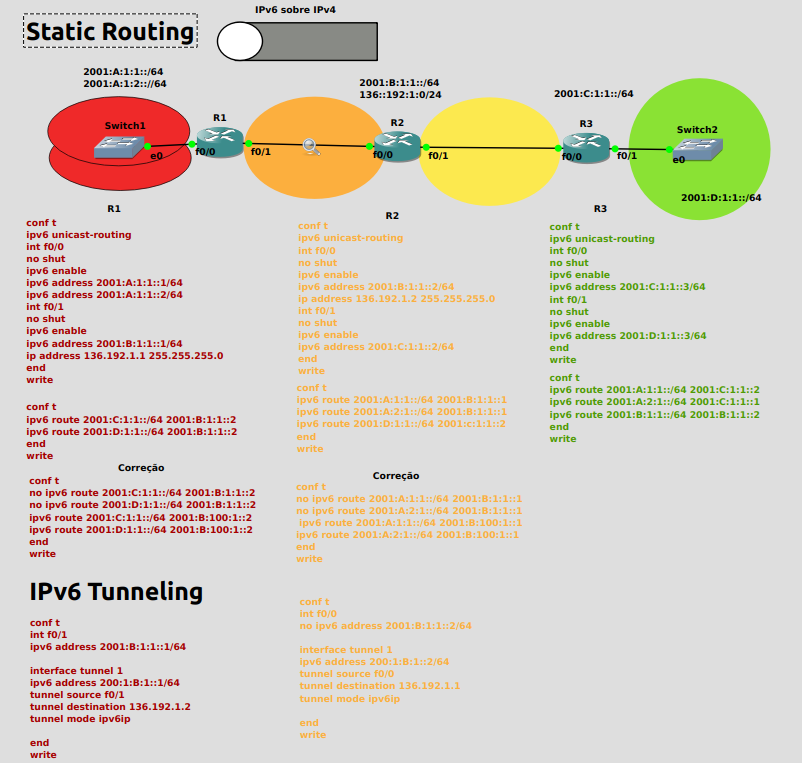 Static Routing
IPv6 sobre IPv4
2001:A:1:1::/64
2001:A:1:2:://64
2001:B:1:1::/64
136::192:1:0/24
2001:C:1:1::/64
Switch1
e0
R1
f0/0
f0/1
R2
f0/0
f0/1
R3
f0/0
f0/1
Switch2
e0
2001:D:1:1::/64
R1
conf t
ipv6 unicast-routing
int f0/0
no shut
ipv6 enable
ipv6 address 2001:A:1:1::1/64
ipv6 address 2001:A:1:1::2/64
int f0/1
no shut
ipv6 enable
ipv6 address 2001:B:1:1::1/64
ip address 136.192.1.1 255.255.255.0
end
write
conf t
ipv6 route 2001:C:1:1::/64 2001:B:1:1::2
ipv6 route 2001:D:1:1::/64 2001:B:1:1::2
end
write
Correção
conf t
no ipv6 route 2001:C:1:1::/64 2001:B:1:1::2
no ipv6 route 2001:D:1:1::/64 2001:B:1:1::2
ipv6 route 2001:C:1:1::/64 2001:B:100:1::2
ipv6 route 2001:D:1:1::/64 2001:B:100:1::2
end
write
IPv6 Tunneling
conf t
int f0/1
ipv6 address 2001:B:1:1::1/64
interface tunnel 1
ipv6 address 200:1:B:1::1/64
tunnel source f0/1
tunnel destination 136.192.1.2
tunnel mode ipv6ip
end
write
R2
conf t
ipv6 unicast-routing
int f0/0
no shut
ipv6 enable
ipv6 address 2001:B:1:1::2/64
ip address 136.192.1.2 255.255.255.0
int f0/1
no shut
ipv6 enable
ipv6 address 2001:C:1:1::2/64
end
write
conf t
ipv6 route 2001:A:1:1::/64 2001:B:1:1::1
ipv6 route 2001:A:2:1::/64 2001:B:1:1::1
ipv6 route 2001:D:1:1::/64 2001:c:1:1::2
end
write
Correção
conf t
no ipv6 route 2001:A:1:1::/64 2001:B:1:1::1
no ipv6 route 2001:A:2:1::/64 2001:B:1:1::1
ipv6 route 2001:A:1:1::/64 2001:B:100:1::1
ipv6 route 2001:A:2:1::/64 2001:B:100:1::1
end
write
conf t
int f0/0
no ipv6 address 2001:B:1:1::2/64
interface tunnel 1
ipv6 address 200:1:B:1::2/64
tunnel source f0/0
tunnel destination 136.192.1.1
tunnel mode ipv6ip
end
write
R3
conf t
ipv6 unicast-routing
int f0/0
no shut
ipv6 enable
ipv6 address 2001:C:1:1::3/64
int f0/1
no shut
ipv6 enable
ipv6 address 2001:D:1:1::3/64
end
write
conf t
ipv6 route 2001:A:1:1::/64 2001:C:1:1::2
ipv6 route 2001:A:2:1::/64 2001:C:1:1::1
ipv6 route 2001:B:1:1::/64 2001:B:1:1::2
end
write